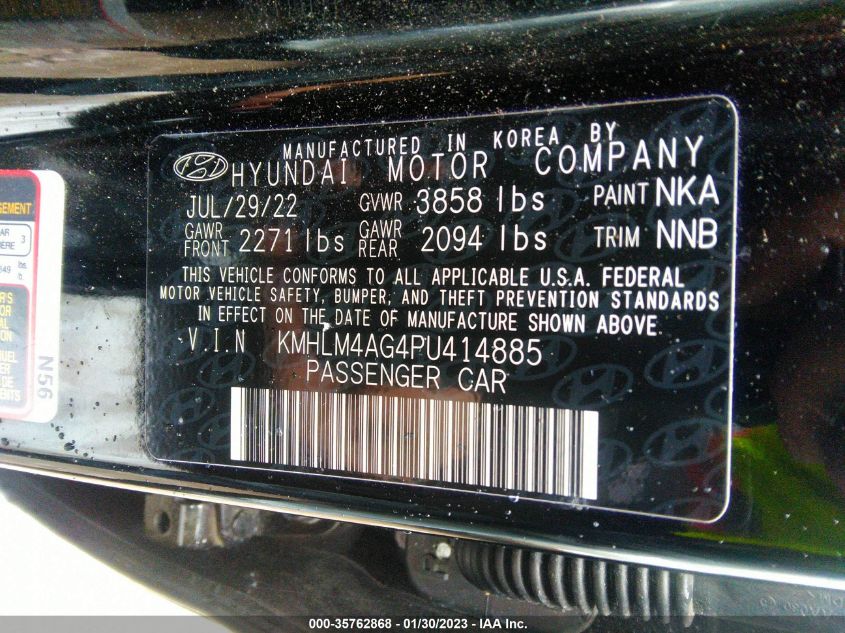 MANUFACTURED IN KOREA BY
HYUNDAI MOTOR COMPANY
JUL/29/22 GVWR 3858 lbs PAINT NKA
GAWR FRONT 2271 lbs GAWR REAR 2094 lbs TRIM NNB
THIS VEHICLE CONFORMS TO ALL APPLICABLE U.S.A. FEDERAL
MOTOR VEHICLE SAFETY, BUMPER, AND THEFT PREVENTION STANDARDS
IN EFFECT ON THE DATE OF MANUFACTURE SHOWN ABOVE.
V.I.N KMHLM4AG4PU414885
PASSENGER CAR
3
lbs.
N56
000-35762868 — 01/30/2023 — IAA Inc.